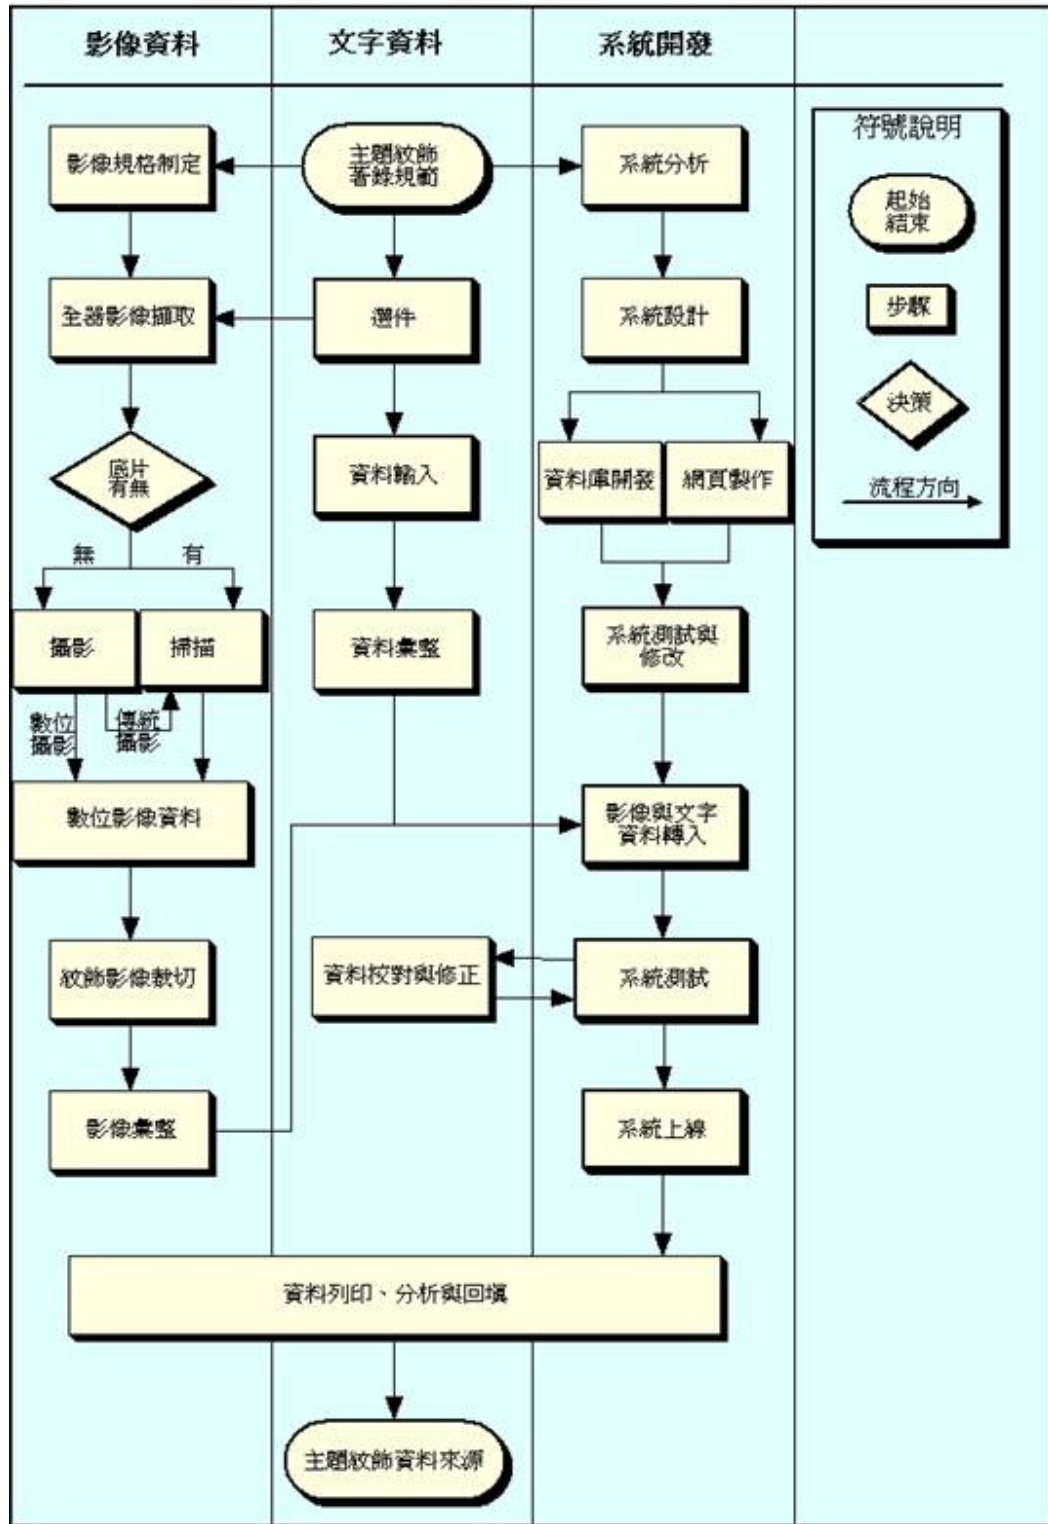 影像資料
文字資料
系統開發
符號說明
影像規格制定
主題紋飾
著錄規範
系統分析
起始
結束
全器影像擷取
選件
系統設計
步驟
決策
底片
有無
資料輸入
資料庫開發
網頁製作
流程方向
無
有
攝影
掃描
資料彙整
系統測試與
修改
數位
攝影
傳統
攝影
數位影像資料
影像與文字
資料轉入
紋飾影像裁切
資料校對與修正
系統測試
影像彙整
系統上線
資料列印、分析與回填
主題紋飾資料來源